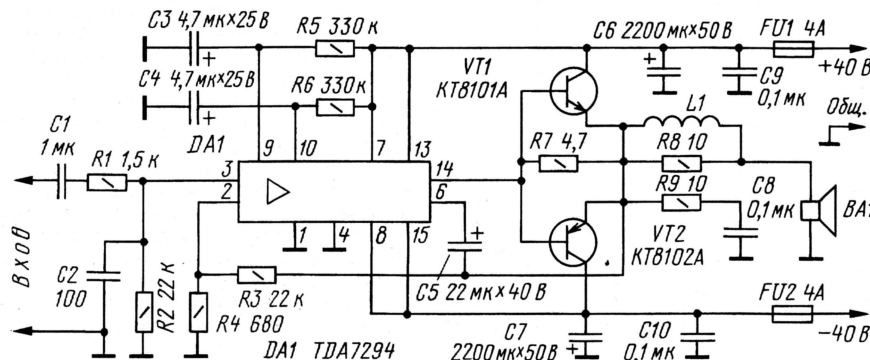 C3 4,7 мк×25 В
R5 330 к
C6 2200 мк×50 В
FU1 4А
VT1
КТ8101А
+40 В
C4 4,7 мк×25 В
R6 330 к
C9
0,1 мк
L1
Общ.
DA1
C1
1 мк
R1 1,5 к
9
10
7
13
R7 4,7
R8 10
3
2
14
6
R9 10
C8
0,1 мк
BA1
1
4
8
15
VT2
КТ8102А
ВХОД
C2
100
R2 22 к
R3 22 к
C5 22 мк×40 В
R4 680
FU2 4А
-40 В
C7
2200 мк×50 В
C10
0,1 мк
DA1 TDA7294